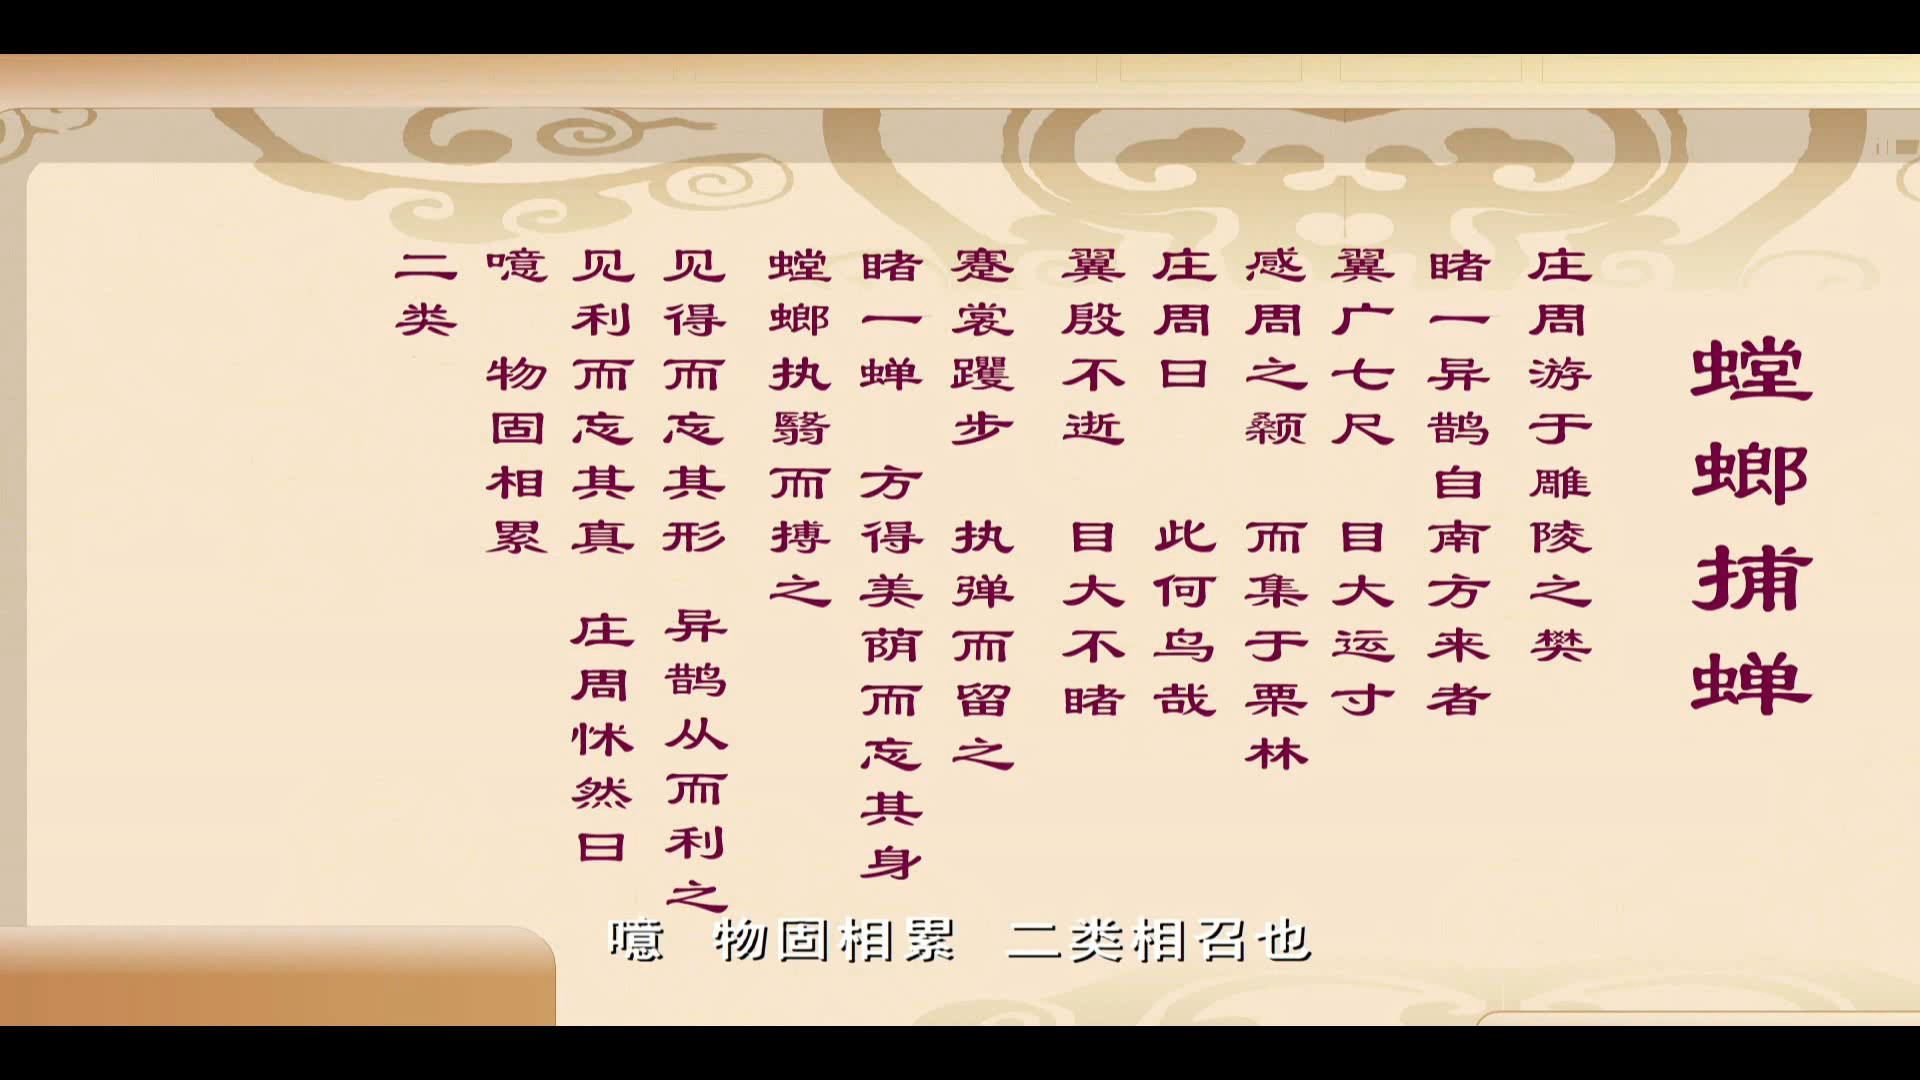 螳螂捕蝉
庄周游于雕陵之樊
睹一异鹊自南方来者
翼广七尺 目大运寸
感周之颡 而集于栗林
庄周曰 此何鸟哉
翼殷不逝 目大不睹
蹇裳躩步 执弹而留之
睹一蝉 方得美荫而忘其身
螳螂执翳而搏之
见得而忘其形 异鹊从而利之
见利而忘其真 庄周怵然曰
噫 物固相累
二类
噫 物固相累 二类相召也